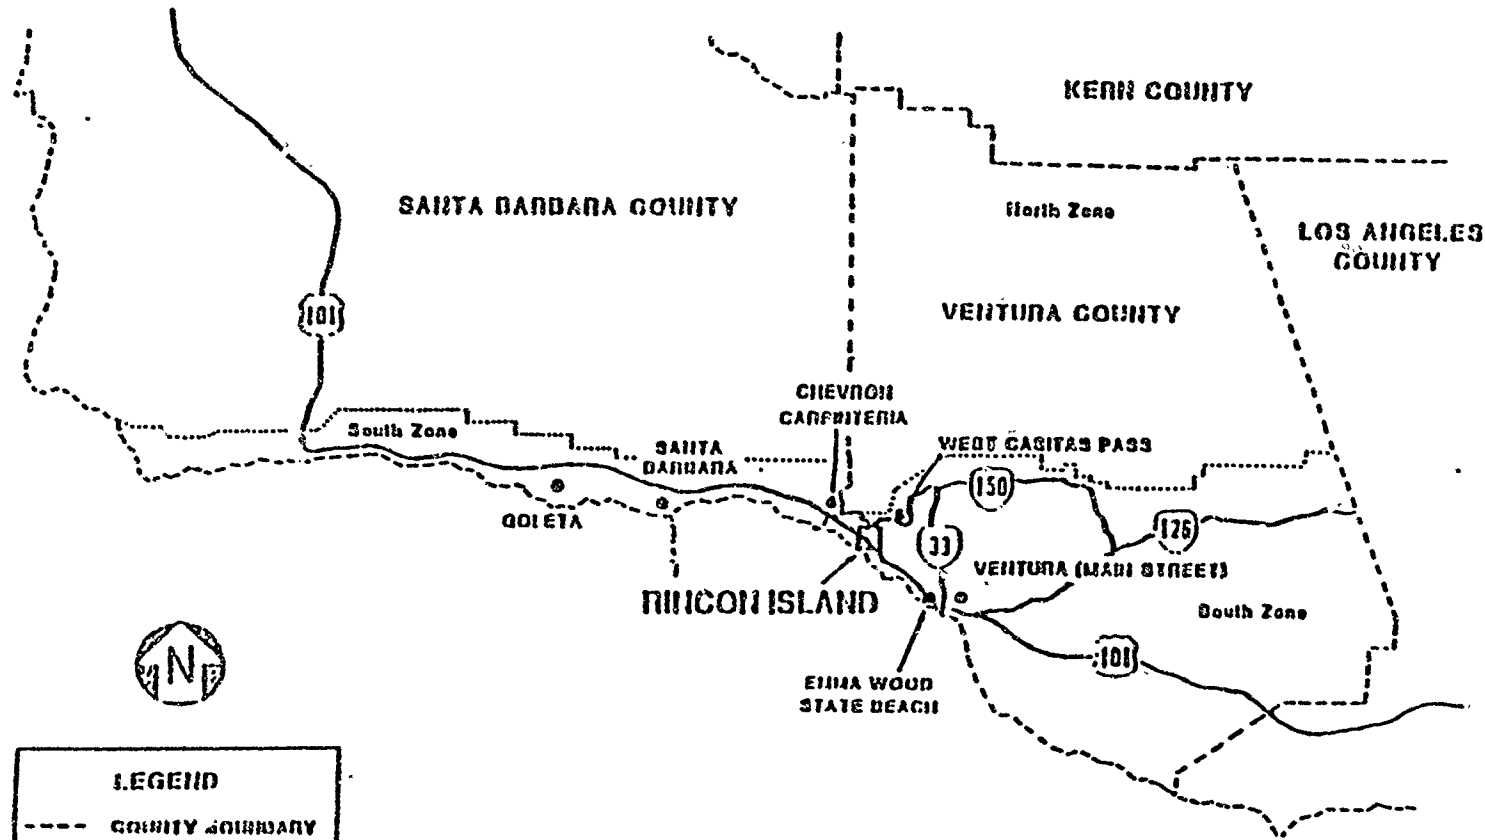 KERN COUNTY
SANTA BARBARA COUNTY
North Zone
LOS ANGELES
COUNTY
101
VENTURA COUNTY
CHEVRON
CARPINTERIA
South Zone
SANTA
BARBARA
WEST CASITAS PASS
150
GOLETA
126
33
VENTURA (MAIN STREET)
RINCON ISLAND
South Zone
101
N
EMMA WOOD
STATE BEACH
LEGEND
COUNTY BOUNDARY